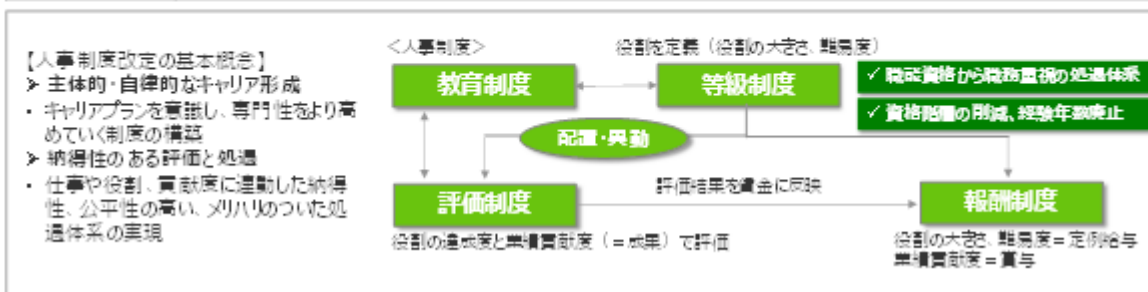 【人事制度改定の基本概念】
➢ 主体的・自律的なキャリア形成
・ キャリアプランを意識し、専門性をより高
めていく制度の構築
➢ 納得性のある評価と処遇
・ 仕事や役割、貢献度に連動した納得
性、公平性の高い、メリハリのついた処
遇体系の実現
＜人事制度＞
役割を定義（役割の大きさ、難易度）
教育制度
等級制度
✓ 職能資格から職務重視の処遇体系
✓ 資格階層の削減、経験年数廃止
配置・異動
評価結果を賃金に反映
評価制度
報酬制度
役割の達成度と業績貢献度（＝成果）で評価
役割の大きさ、難易度＝定例給与
業績貢献度＝賞与